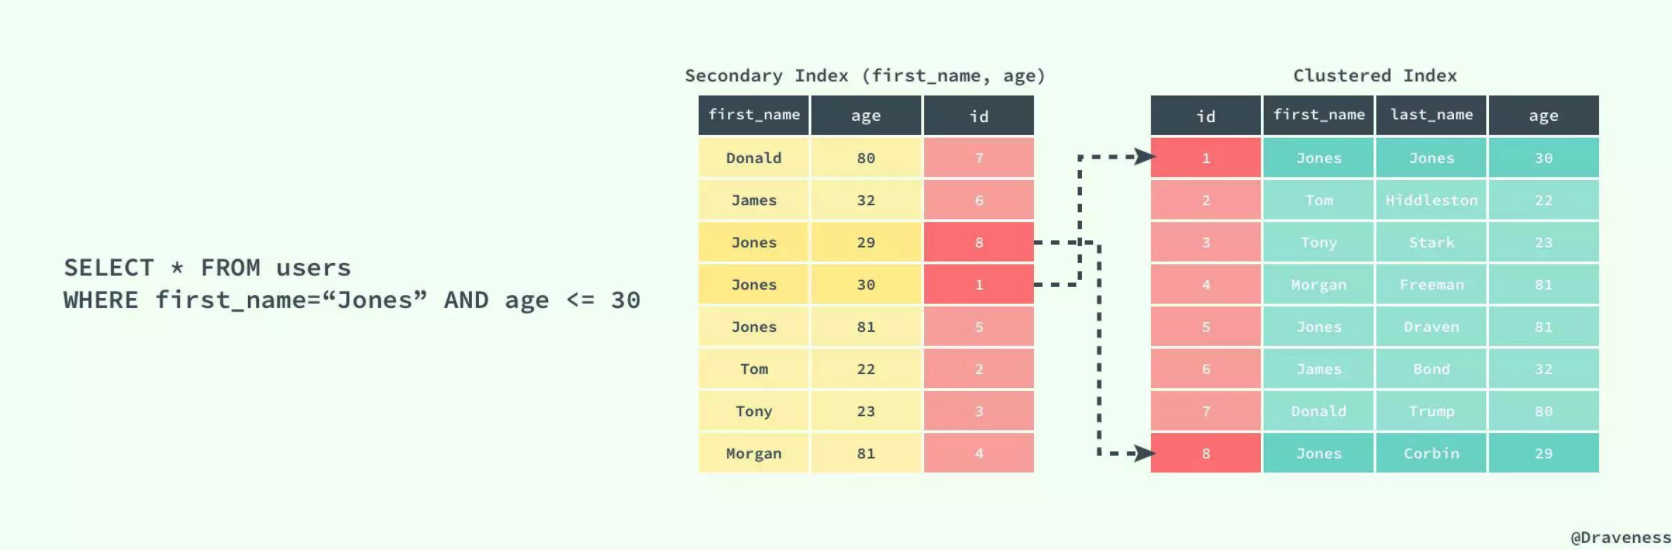 Secondary Index (first_name, age)
first_name age id
Donald 80 7
James 32 6
Jones 29 8
Jones 30 1
Jones 81 5
Tom 22 2
Tony 23 3
Morgan 81 4
Clustered Index
id first_name last_name age
1 Jones Jones 30
2 Tom Hiddleston 22
3 Tony Stark 23
4 Morgan Freeman 81
5 Jones Draven 81
6 James Bond 32
7 Donald Trump 80
8 Jones Corbin 29
SELECT * FROM users
WHERE first_name=“Jones” AND age <= 30
@Draveness